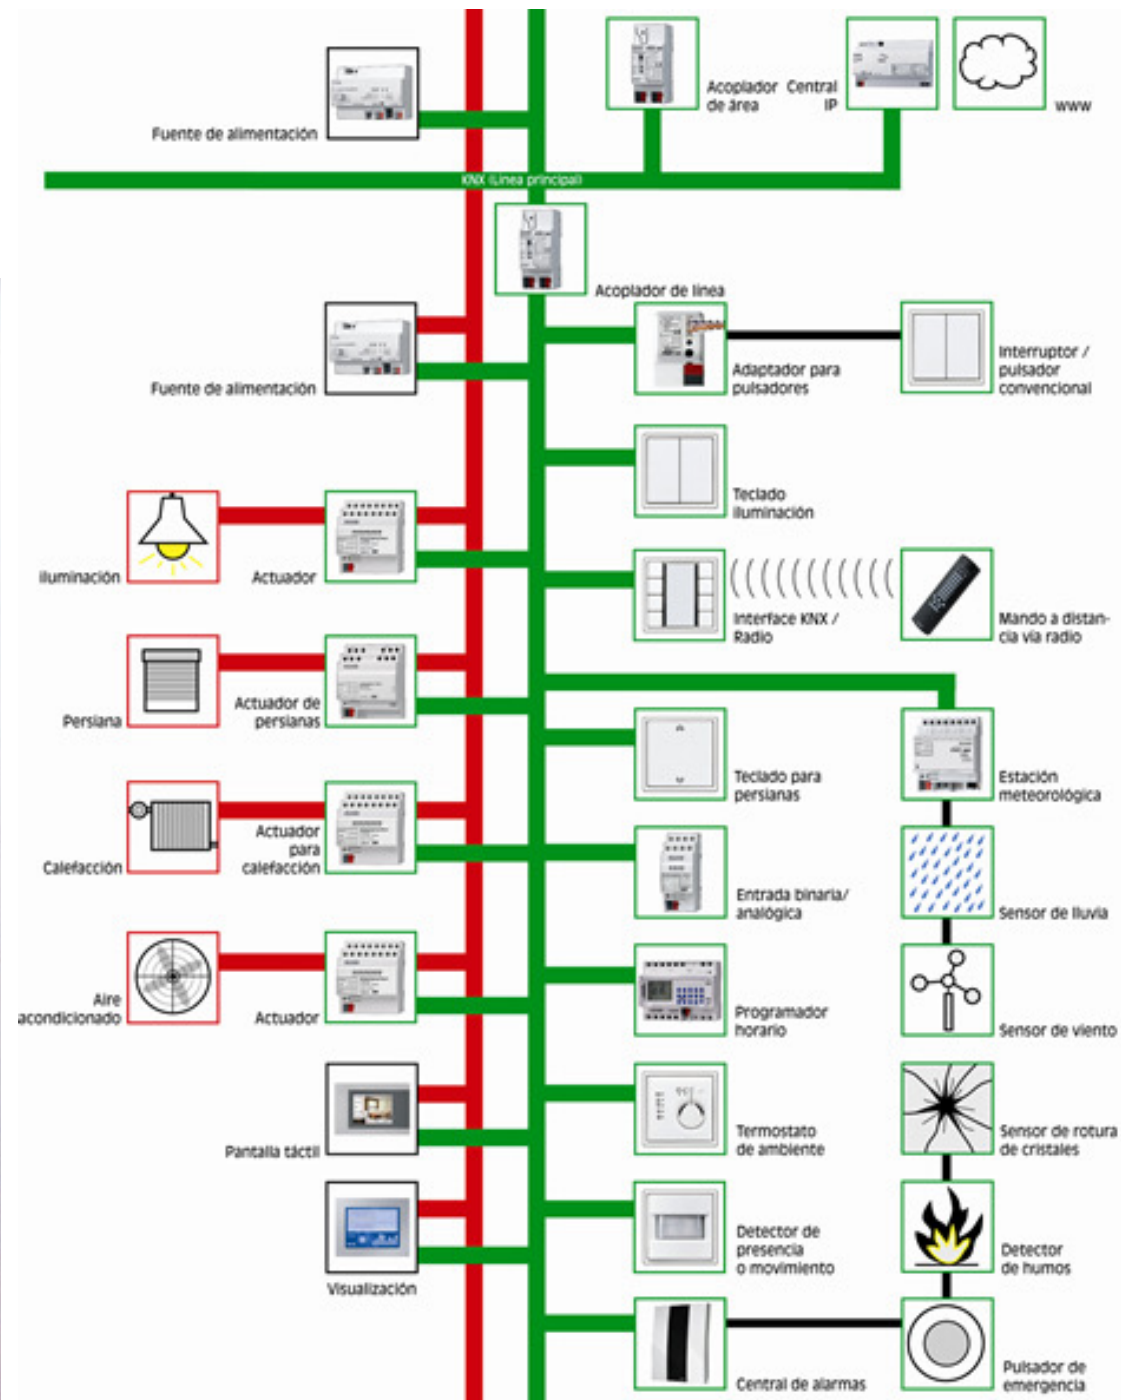 Acoplador
de área
Central
IP
www
Fuente de alimentación
KNX (Línea principal)
Acoplador de línea
Fuente de alimentación
Adaptador para
pulsadores
Interruptor /
pulsador
convencional
Teclado
iluminación
iluminación
Actuador
Interface KNX /
Radio
Mando a distan-
cia vía radio
Persiana
Actuador de
persianas
Teclado para
persianas
Estación
meteorológica
Calefacción
Actuador
para
calefacción
Entrada binaria/
analógica
Sensor de lluvia
Aire
acondicionado
Actuador
Programador
horario
Sensor de viento
Pantalla táctil
Termostato
de ambiente
Sensor de rotura
de cristales
Visualización
Detector de
presencia
o movimiento
Detector
de humos
Central de alarmas
Pulsador de
emergencia